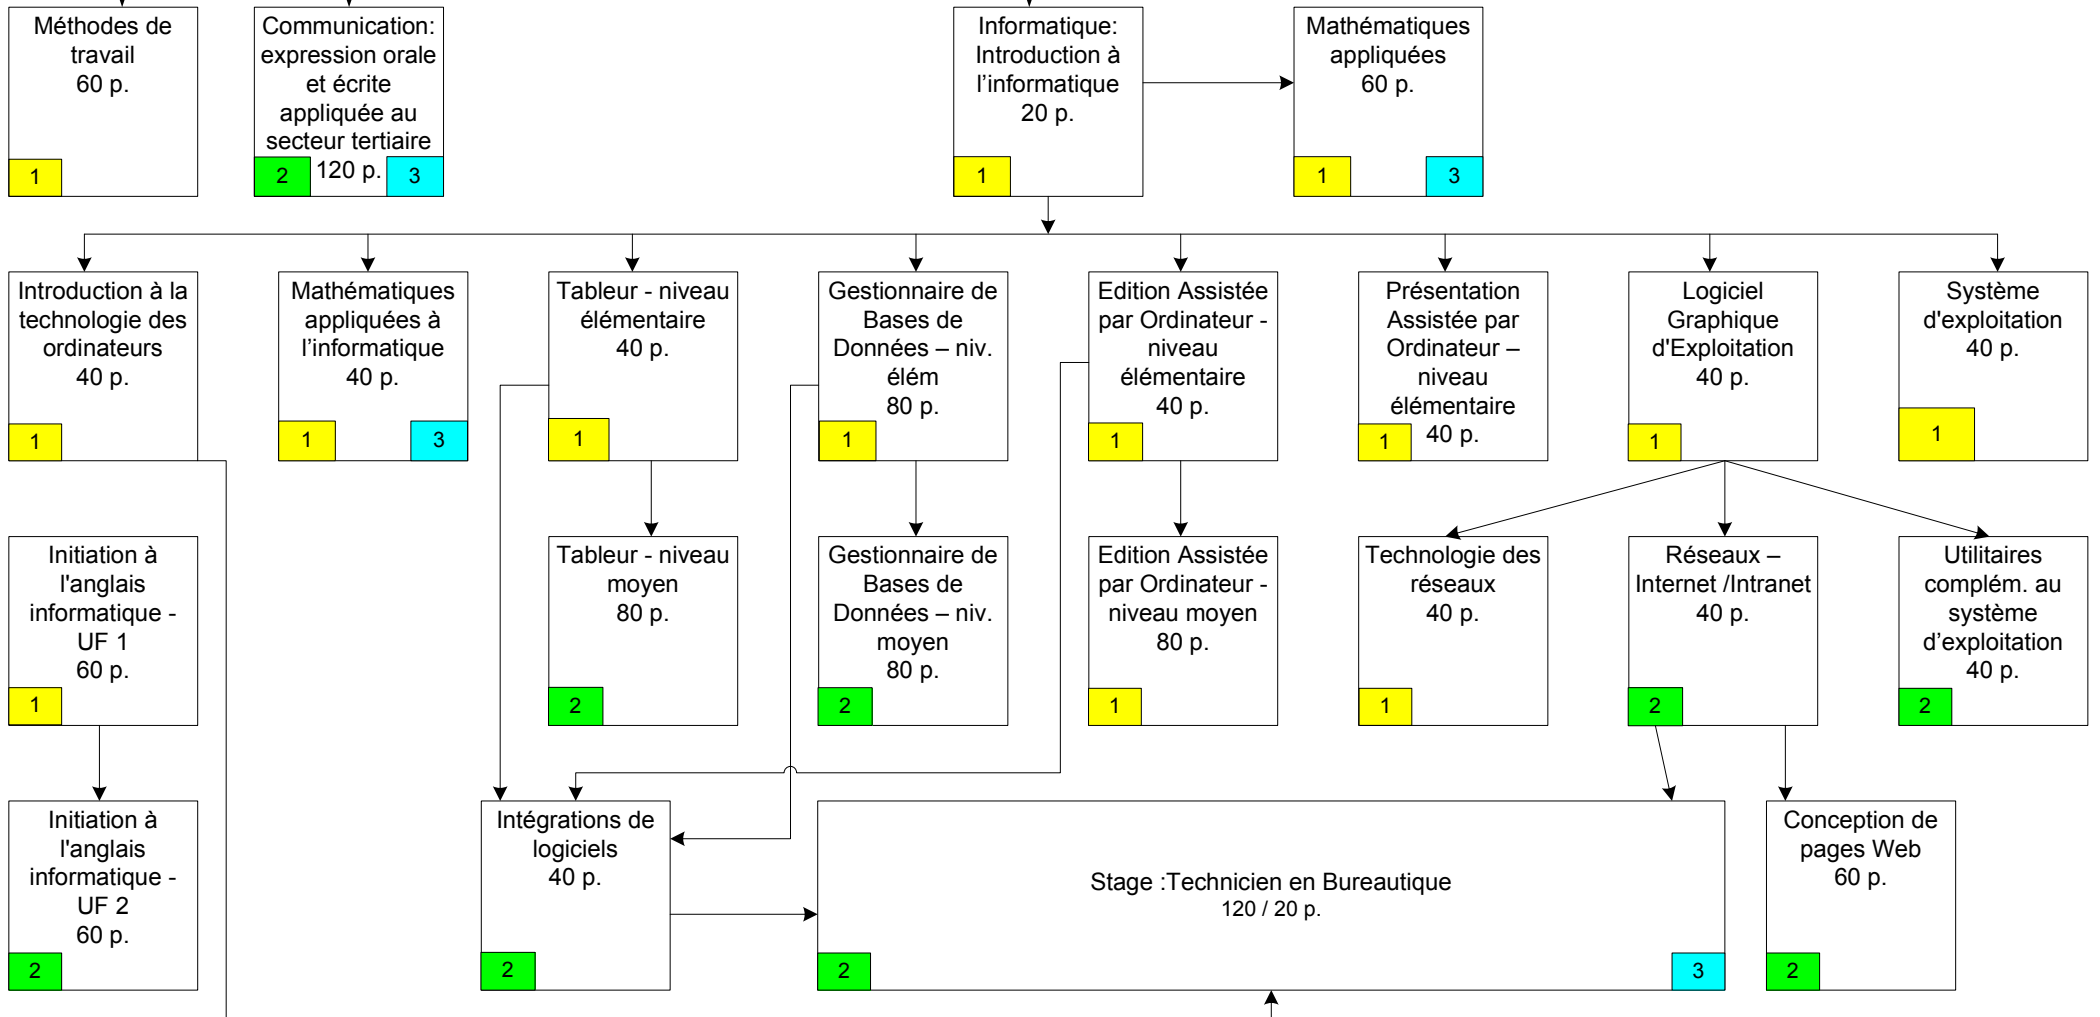 Méthodes de
travail
60 p.
1
Communication:
expression orale
et écrite
appliquée au
secteur tertiaire
120 p.
2
3
Informatique:
Introduction à
l’informatique
20 p.
1
Mathématiques
appliquées
60 p.
1
3
Introduction à la
technologie des
ordinateurs
40 p.
1
Mathématiques
appliquées à
l’informatique
40 p.
1
3
Tableur - niveau
élémentaire
40 p.
1
Gestionnaire de
Bases de
Données – niv.
élém
80 p.
1
Edition Assistée
par Ordinateur -
niveau
élémentaire
40 p.
1
Présentation
Assistée par
Ordinateur –
niveau
élémentaire
40 p.
1
Logiciel
Graphique
d'Exploitation
40 p.
1
Système
d'exploitation
40 p.
1
Initiation à
l'anglais
informatique -
UF 1
60 p.
1
Tableur - niveau
moyen
80 p.
2
Gestionnaire de
Bases de
Données – niv.
moyen
80 p.
2
Edition Assistée
par Ordinateur -
niveau moyen
80 p.
1
Technologie des
réseaux
40 p.
1
Réseaux –
Internet /Intranet
40 p.
2
Utilitaires
complém. au
système
d’exploitation
40 p.
2
Initiation à
l'anglais
informatique -
UF 2
60 p.
2
Intégrations de
logiciels
40 p.
2
Stage :Technicien en Bureautique
120 / 20 p.
2
3
Conception de
pages Web
60 p.
2